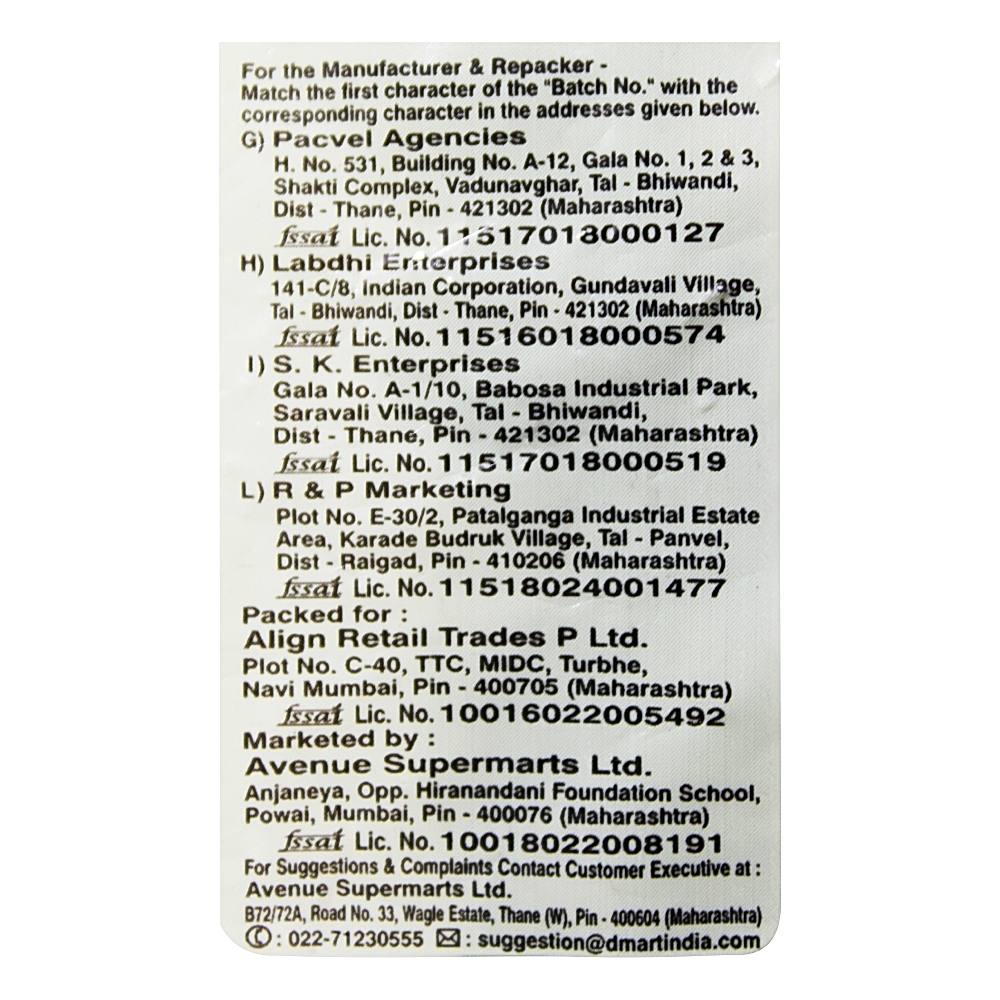 For the Manufacturer & Repacker -
Match the first character of the "Batch No." with the
corresponding character in the addresses given below.
G) Pacvel Agencies
H. No. 531, Building No. A-12, Gala No. 1, 2 & 3,
Shakti Complex, Vadunavghar, Tal - Bhiwandi,
Dist - Thane, Pin - 421302 (Maharashtra)
fssai Lic. No. 11517013000127
H) Labdhi Enterprises
141-C/8, Indian Corporation, Gundavali Village,
Tal - Bhiwandi, Dist - Thane, Pin - 421302 (Maharashtra)
fssai Lic. No. 11516018000574
I) S. K. Enterprises
Gala No. A-1/10, Babosa Industrial Park,
Saravali Village, Tal - Bhiwandi,
Dist - Thane, Pin - 421302 (Maharashtra)
fssai Lic. No. 11517018000519
L) R & P Marketing
Plot No. E-30/2, Patalganga Industrial Estate
Area, Karade Budruk Village, Tal - Panvel,
Dist - Raigad, Pin - 410206 (Maharashtra)
fssai Lic. No. 11518024001477
Packed for :
Align Retail Trades P Ltd.
Plot No. C-40, TTC, MIDC, Turbhe,
Navi Mumbai, Pin - 400705 (Maharashtra)
fssai Lic. No. 10016022005492
Marketed by :
Avenue Supermarts Ltd.
Anjaneya, Opp. Hiranandani Foundation School,
Powai, Mumbai, Pin - 400076 (Maharashtra)
fssai Lic. No. 10018022008191
For Suggestions & Complaints Contact Customer Executive at :
Avenue Supermarts Ltd.
B72/72A, Road No. 33, Wagle Estate, Thane (W), Pin - 400604 (Maharashtra)
: 022-71230555 : suggestion@dmartindia.com